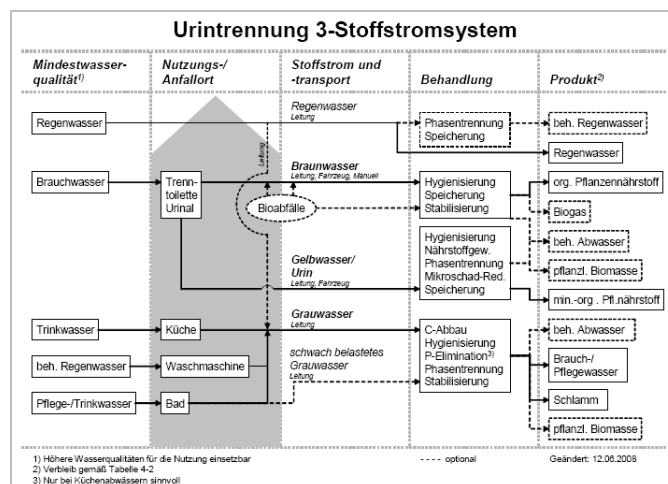 Urintrennung 3-Stoffstromsystem
Mindestwasser-
qualität1)
Nutzungs-/
Anfallort
Stoffstrom und
-transport
Behandlung
Produkt2)
Regenwasser
Regenwasser
Leitung
Phasentrennung
Speicherung
beh. Regenwasser
Regenwasser
Leitung
Brauchwasser
Trenn-
toilette
Urinal
Braunwasser
Leitung, Fahrzeug, Manuell
Bioabfälle
Hygienisierung
Speicherung
Stabilisierung
org. Pflanzennährstoff
Biogas
beh. Abwasser
Gelbwasser/
Urin
Leitung, Fahrzeug
Hygienisierung
Nährstoffgew.
Phasentrennung
Mikroschad-Red.
Speicherung
pflanzl. Biomasse
min.-org . Pfl.nährstoff
Trinkwasser
Küche
Grauwasser
Leitung
C-Abbau
Hygienisierung
P-Elimination3)
Phasentrennung
Stabilisierung
beh. Abwasser
beh. Regenwasser
Waschmaschine
schwach belastetes
Grauwasser
Leitung
Brauch-/
Pflegewasser
Pflege-/Trinkwasser
Bad
Schlamm
pflanzl. Biomasse
1) Höhere Wasserqualitäten für die Nutzung einsetzbar
2) Verbleib gemäß Tabelle 4-2
3) Nur bei Küchenabwässern sinnvoll
---- optional
Geändert: 12.06.2008